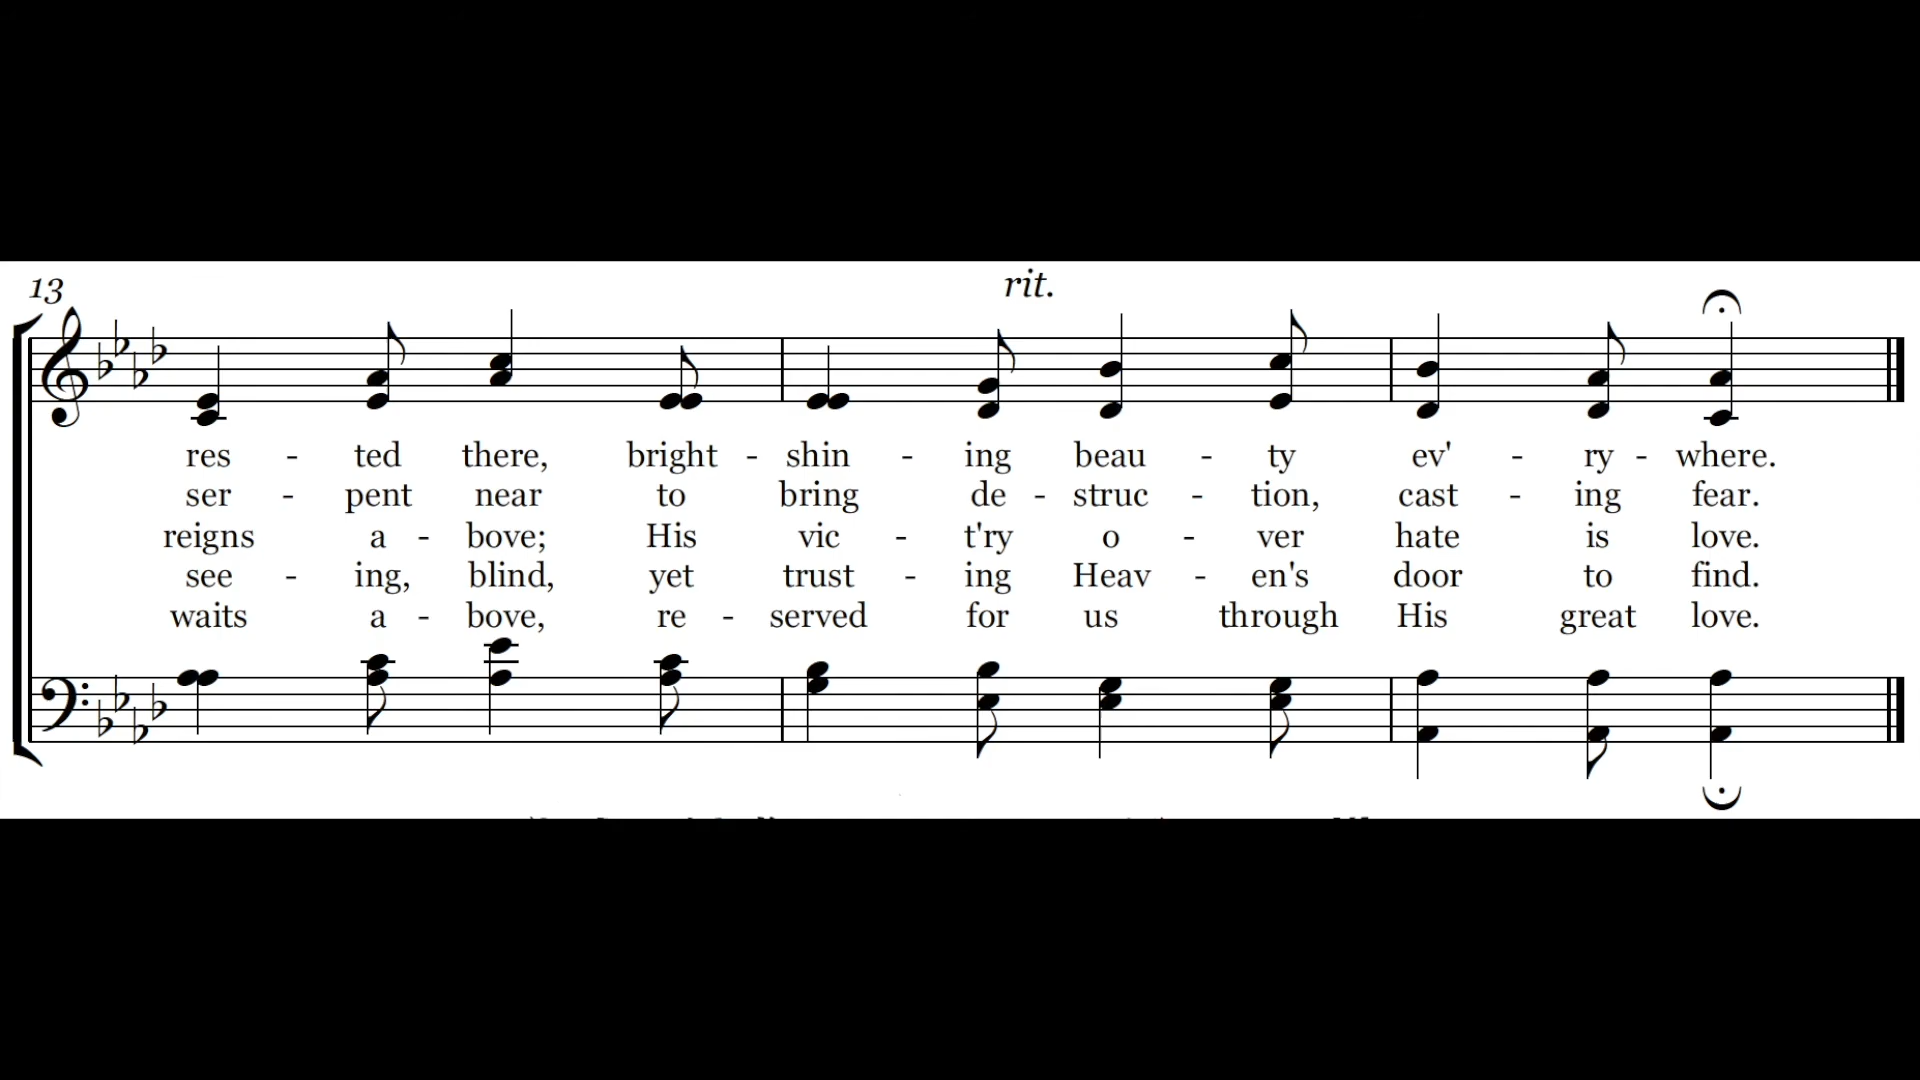 13
rit.
res - ted there, bright - shin - ing beau - ty ev' - ry - where.
ser - pent near to bring de - struc - tion, cast - ing fear.
reigns a - bove; His vic - t'ry o - ver hate is love.
see - ing, blind, yet trust - ing Heav - en's door to find.
waits a - bove, re - served for us through His great love.